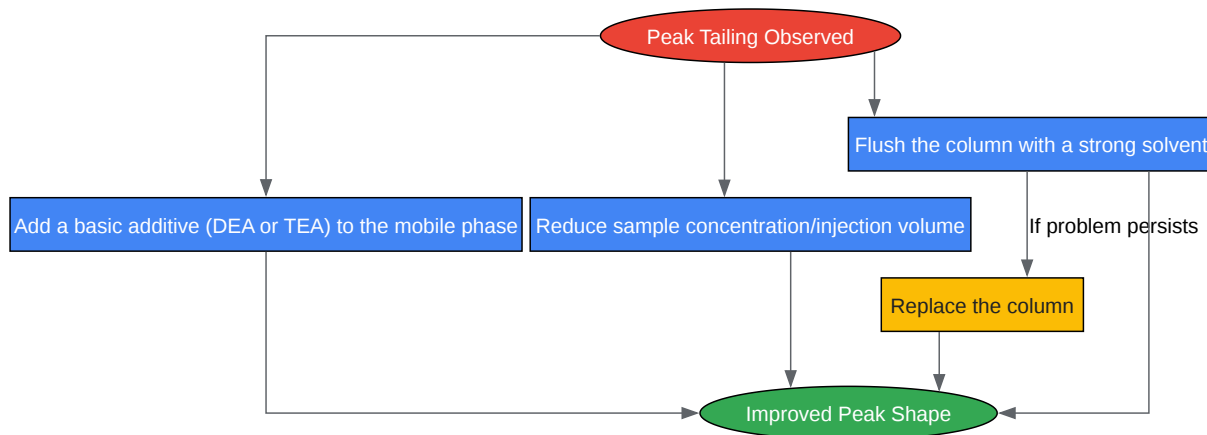 Peak Tailing Observed
Flush the column with a strong solvent
Add a basic additive (DEA or TEA) to the mobile phase
Reduce sample concentration/injection volume
If problem persists
Replace the column
Improved Peak Shape